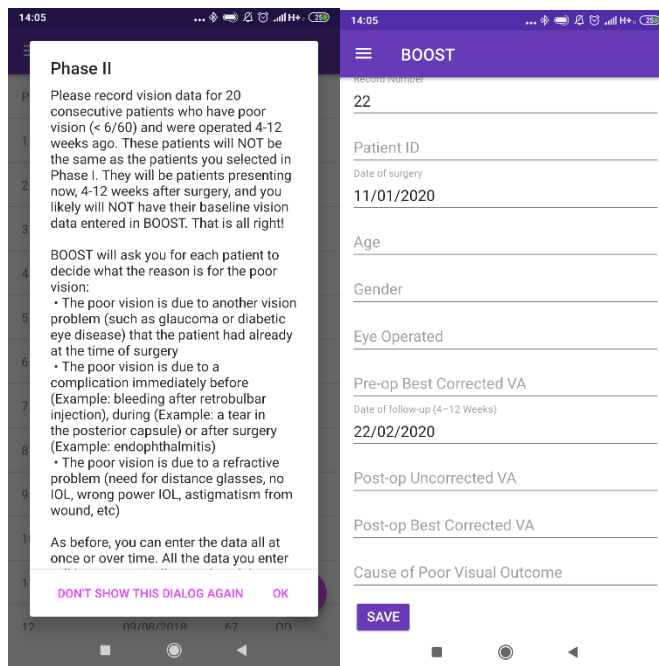 14:05
H+
25
Phase II
Please record vision data for 20
consecutive patients who have poor
vision (< 6/60) and were operated 4-12
weeks ago. These patients will NOT be
the same as the patients you selected in
Phase I. They will be patients presenting
now, 4-12 weeks after surgery, and you
likely will NOT have their baseline vision
data entered in BOOST. That is all right!
BOOST will ask you for each patient to
decide what the reason is for the poor
vision:
• The poor vision is due to another vision
problem (such as glaucoma or diabetic
eye disease) that the patient had already
at the time of surgery
• The poor vision is due to a
complication immediately before
(Example: bleeding after retrobulbar
injection), during (Example: a tear in
the posterior capsule) or after surgery
(Example: endophthalmitis)
• The poor vision is due to a refractive
problem (need for distance glasses, no
IOL, wrong power IOL, astigmatism from
wound, etc)
As before, you can enter the data all at
once or over time. All the data you enter
DON'T SHOW THIS DIALOG AGAIN OK
P
1
2
3
4
5
6
7
8
9
12 09/08/2018 67 OD
14:05
H+
25
BOOST
Record Number
22
Patient ID
Date of surgery
11/01/2020
Age
Gender
Eye Operated
Pre-op Best Corrected VA
Date of follow-up (4–12 Weeks)
22/02/2020
Post-op Uncorrected VA
Post-op Best Corrected VA
Cause of Poor Visual Outcome
SAVE